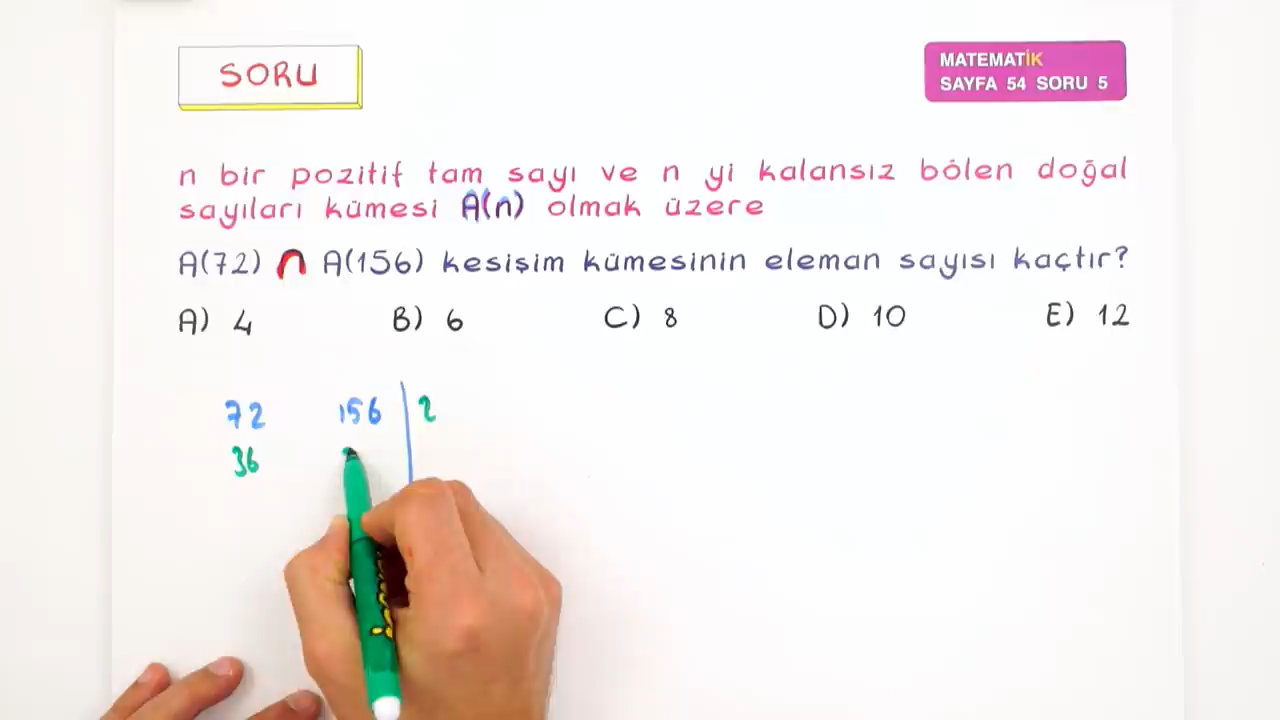 SORU
MATEMATİK
SAYFA 54 SORU 5
n bir pozitif tam sayı ve n yi kalansız bölen doğal
sayıları kümesi A(n) olmak üzere
A(72) ∩ A(156) kesişim kümesinin eleman sayısı kaçtır?
A) 4 B) 6 C) 8 D) 10 E) 12
72 156 2
36